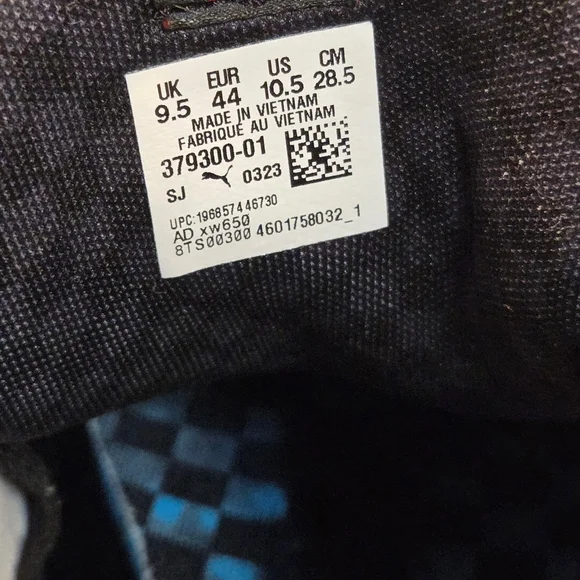 UK EUR US CM
9.5 44 10.5 28.5
MADE IN VIETNAM
FABRIQUÉ AU VIETNAM
379300-01
SJ 0323
UPC:196857446730
AD xw650
8TS00300 4601758032_1